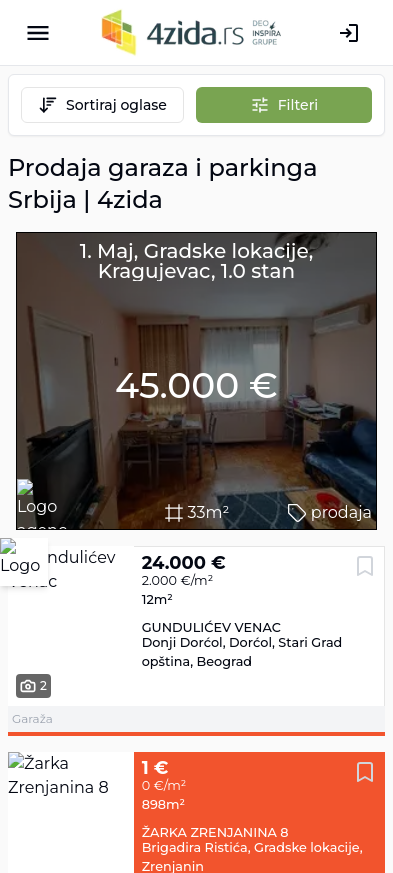 4zida.rs DEO
INSPIRA
GRUPE
Sortiraj oglase
Filteri
Prodaja garaza i parkinga
Srbija | 4zida
1. Maj, Gradske lokacije,
Kragujevac, 1.0 stan
45.000 €
Logo
33m²
prodaja
Logo
Venac
24.000 €
2.000 €/m²
12m²
GUNDULIĆEV VENAC
Donji Dorćol, Dorćol, Stari Grad
opština, Beograd
2
Garaža
Žarka
Zrenjanina 8
1 €
0 €/m²
898m²
ŽARKA ZRENJANINA 8
Brigadira Ristića, Gradske lokacije,
Zrenjanin